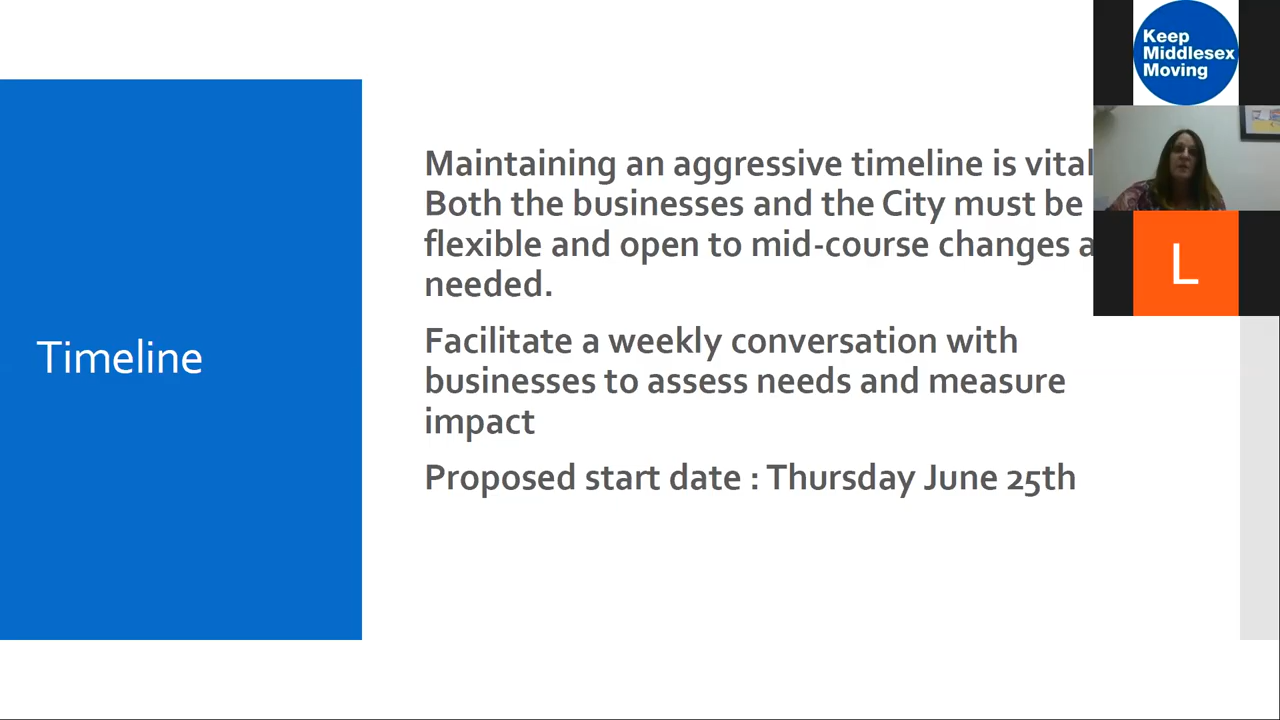 Keep
Middlesex
Moving
Maintaining an aggressive timeline is vital
Both the businesses and the City must be
flexible and open to mid-course changes
needed.
Timeline
Facilitate a weekly conversation with
businesses to assess needs and measure
impact
Proposed start date : Thursday June 25th
L